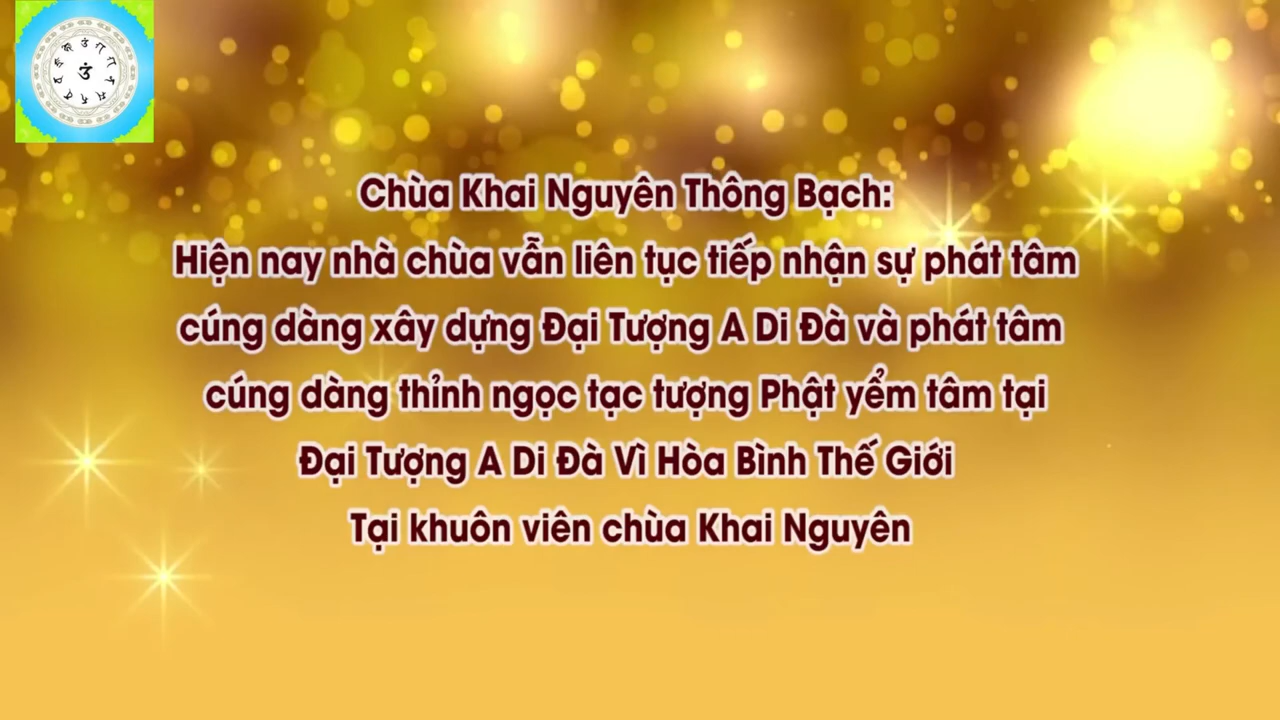 Chùa Khai Nguyên Thông Bạch:
Hiện nay nhà chùa vẫn liên tục tiếp nhận sự phát tâm
cúng dàng xây dựng Đại Tượng A Di Đà và phát tâm
cúng dàng thỉnh ngọc tạc tượng Phật yểm tâm tại
Đại Tượng A Di Đà Vì Hòa Bình Thế Giới
Tại khuôn viên chùa Khai Nguyên